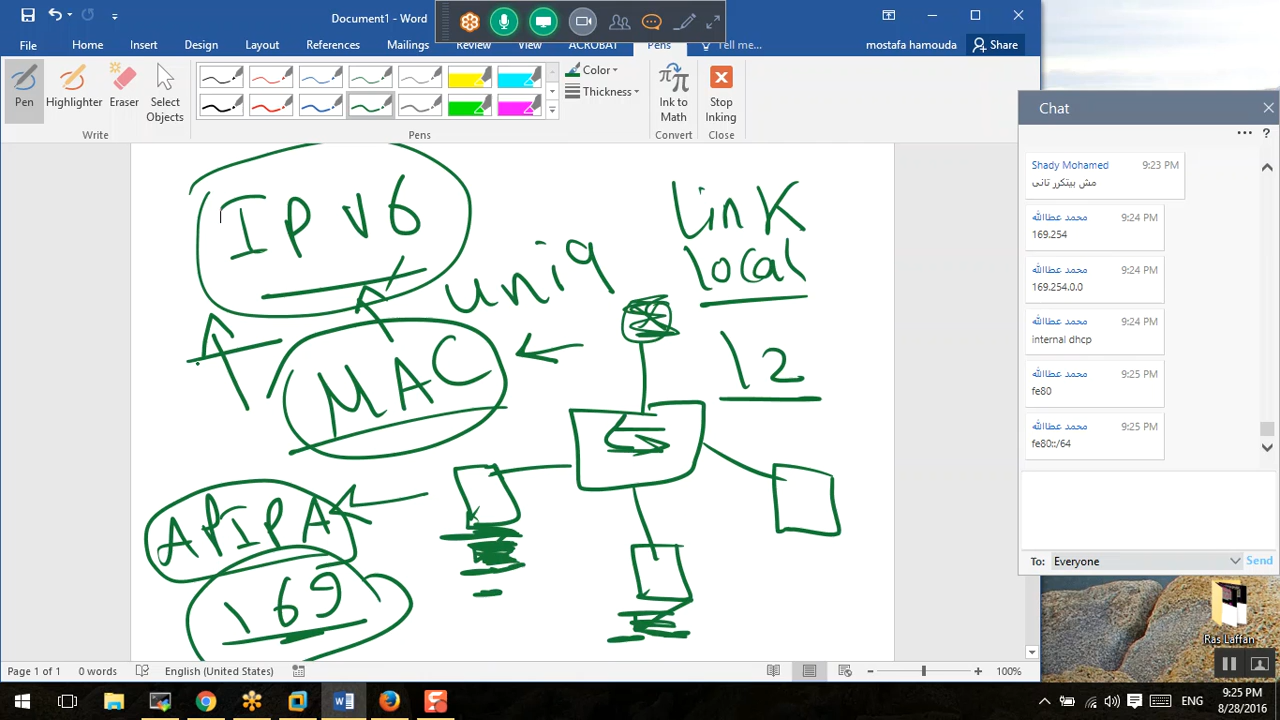 Document1 - Word
File
Home
Insert
Design
Layout
References
Mailings
Review
View
ACROBAT
Pens
Tell me...
mostafa hamouda
Share
Pen
Highlighter
Eraser
Select Objects
Write
Pens
Color
Thickness
Ink to Math
Convert
Stop Inking
Close
IPv6
Link
local
uniq
MAC
12
APIPA
169
Chat
Shady Mohamed 9:23 PM
مش بيتكرر تانى
محمد عطاالله 9:24 PM
169.254
محمد عطاالله 9:24 PM
169.254.0.0
محمد عطاالله 9:24 PM
internal dhcp
محمد عطاالله 9:25 PM
fe80
محمد عطاالله 9:25 PM
fe80::/64
To: Everyone Send
Ras Laffan
Page 1 of 1
0 words
English (United States)
100%
ENG
9:25 PM
8/28/2016